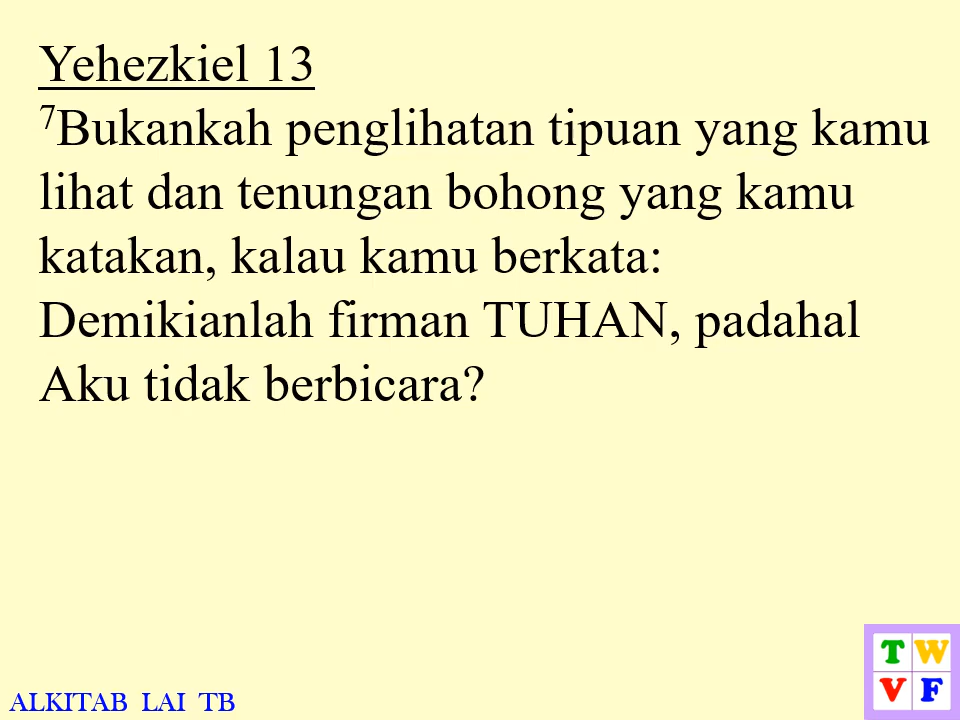 Yehezkiel 13
⁷Bukankah penglihatan tipuan yang kamu
lihat dan tenungan bohong yang kamu
katakan, kalau kamu berkata:
Demikianlah firman TUHAN, padahal
Aku tidak berbicara?
ALKITAB LAI TB
T W
V F